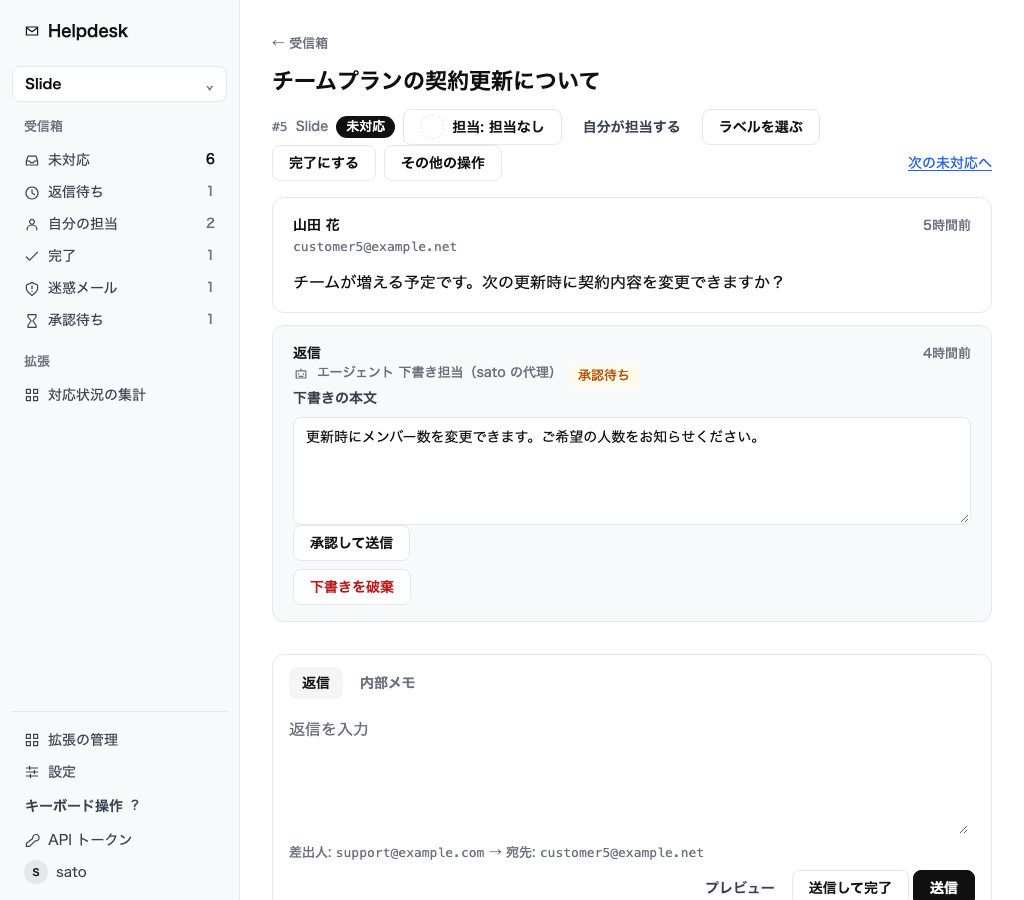 Helpdesk
Slide
受信箱
未対応 6
返信待ち 1
自分の担当 2
完了 1
迷惑メール 1
承認待ち 1
拡張
対応状況の集計
拡張の管理
設定
キーボード操作 ?
API トークン
S sato
← 受信箱
チームプランの契約更新について
#5 Slide 未対応 担当: 担当なし 自分が担当する ラベルを選ぶ
完了にする その他の操作 次の未対応へ
山田 花 5時間前
customer5@example.net
チームが増える予定です。次の更新時に契約内容を変更できますか？
返信 4時間前
エージェント 下書き担当（sato の代理） 承認待ち
下書きの本文
更新時にメンバー数を変更できます。ご希望の人数をお知らせください。
承認して送信
下書きを破棄
返信 内部メモ
返信を入力
差出人: support@example.com → 宛先: customer5@example.net
プレビュー 送信して完了 送信